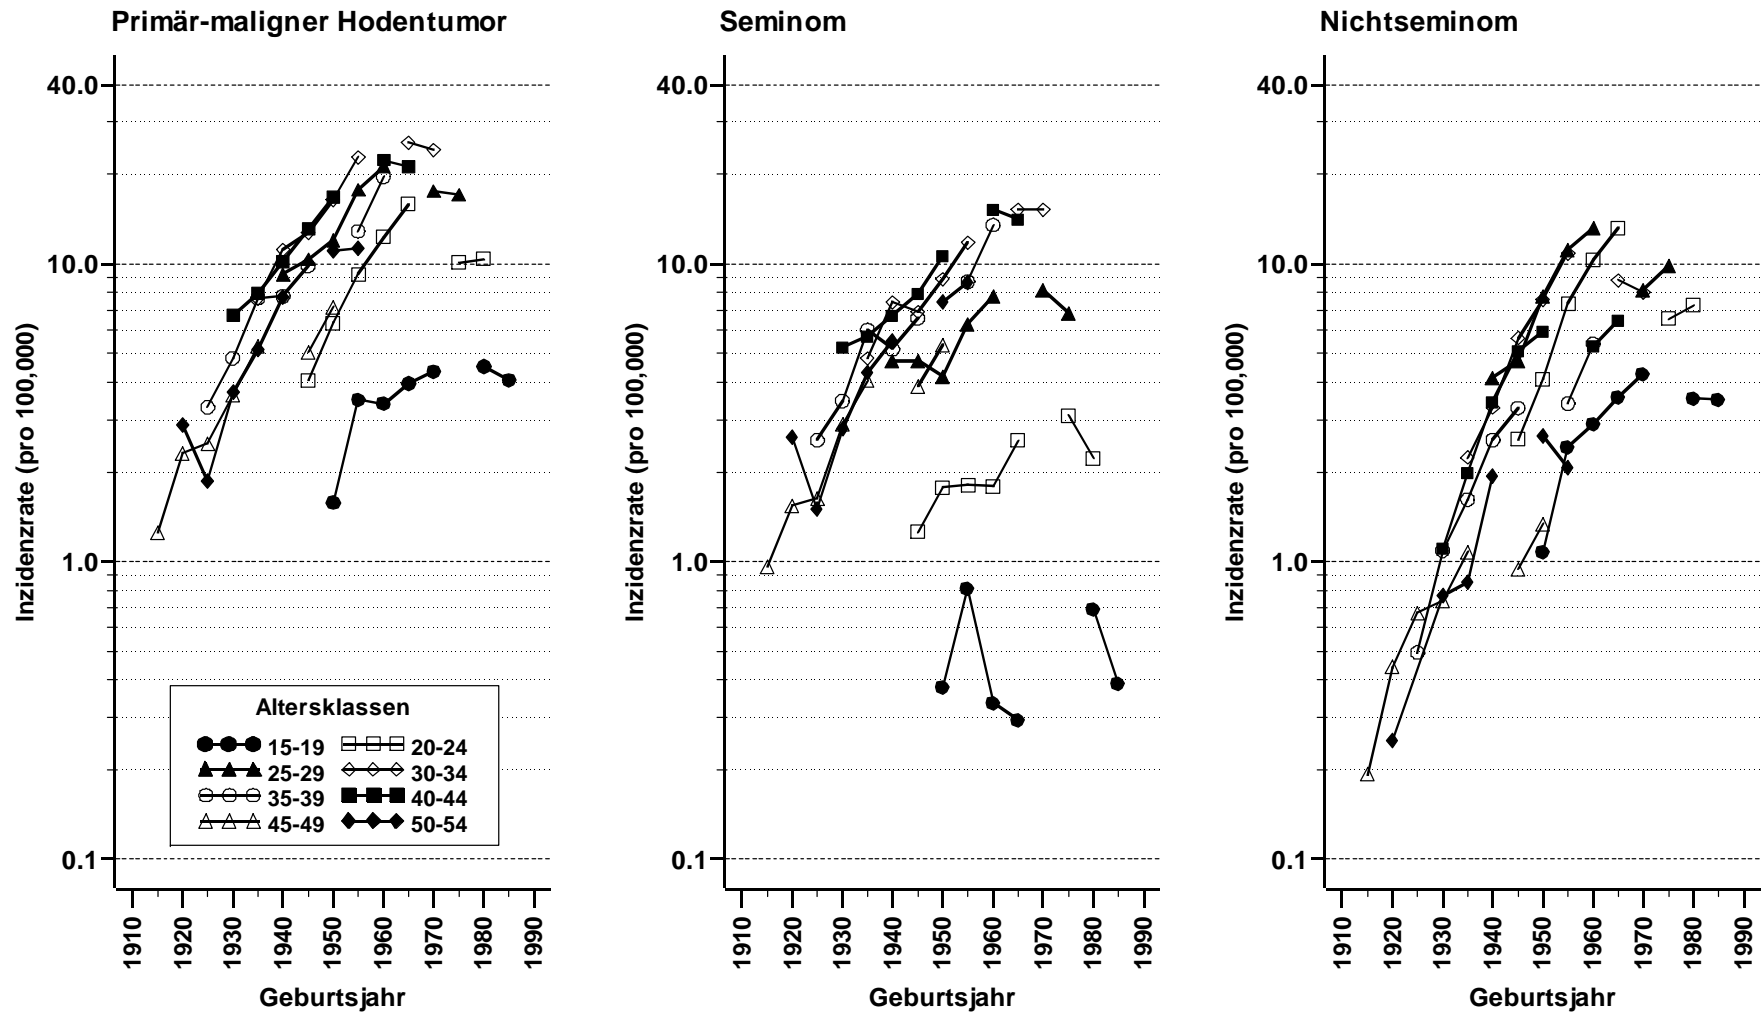 Primär-maligner Hodentumor
Inzidenzrate (pro 100,000)
40.0
10.0
1.0
0.1
Altersklassen
15-19 20-24
25-29 30-34
35-39 40-44
45-49 50-54
1910 1920 1930 1940 1950 1960 1970 1980 1990
Geburtsjahr
Seminom
Inzidenzrate (pro 100,000)
40.0
10.0
1.0
0.1
1910 1920 1930 1940 1950 1960 1970 1980 1990
Geburtsjahr
Nichtseminom
Inzidenzrate (pro 100,000)
40.0
10.0
1.0
0.1
1910 1920 1930 1940 1950 1960 1970 1980 1990
Geburtsjahr